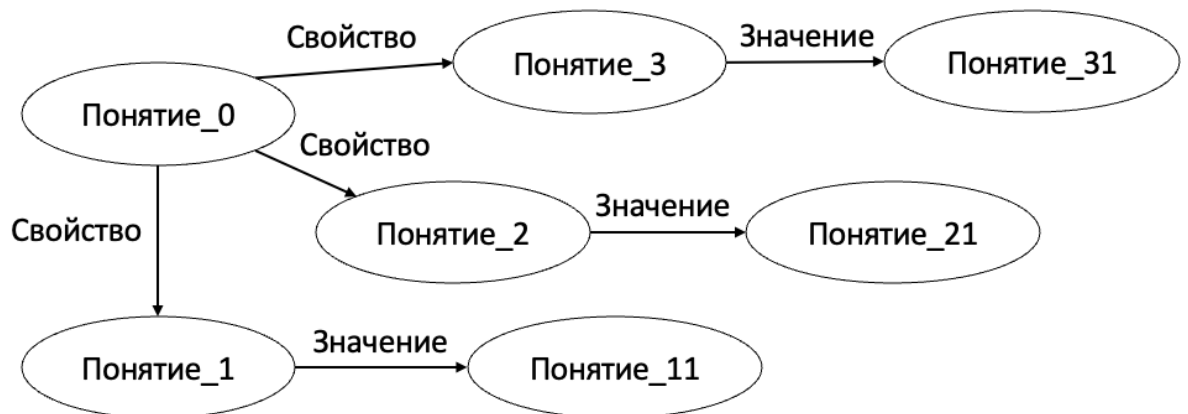 Свойство
Понятие_3
Значение
Понятие_31
Понятие_0
Свойство
Свойство
Понятие_2
Значение
Понятие_21
Понятие_1
Значение
Понятие_11